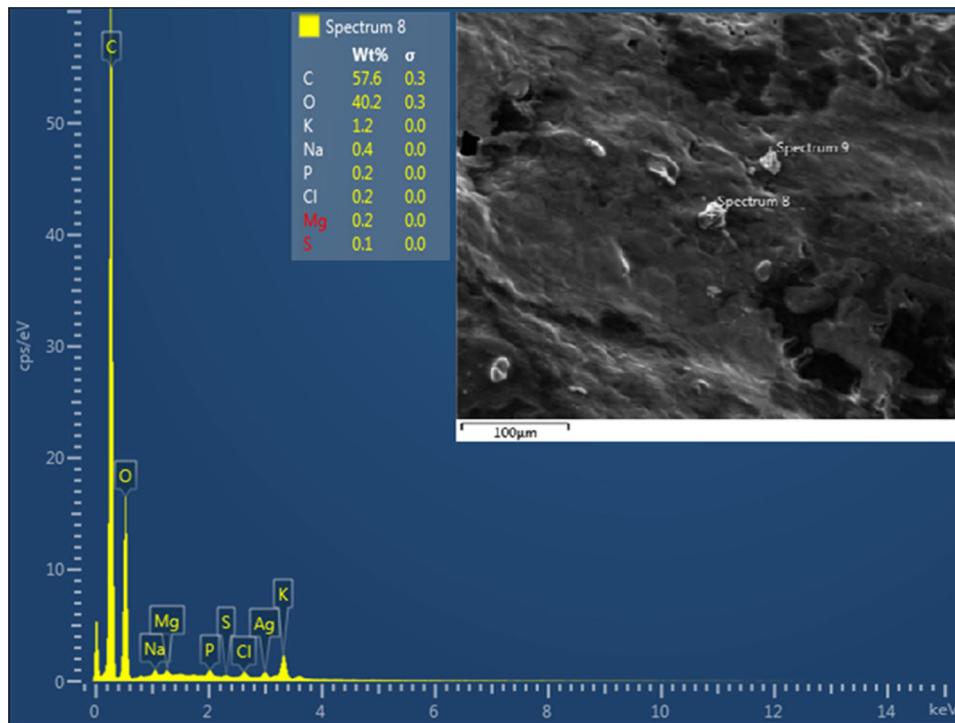 Spectrum 8
Wt% σ
C 57.6 0.3
O 40.2 0.3
K 1.2 0.0
Na 0.4 0.0
P 0.2 0.0
Cl 0.2 0.0
Mg 0.2 0.0
S 0.1 0.0
Spectrum 9
Spectrum 8
100μm
cps/eV
50
40
30
20
10
0
C
O
Na
Mg
P
S
Cl
Ag
K
0 2 4 6 8 10 12 14 keV